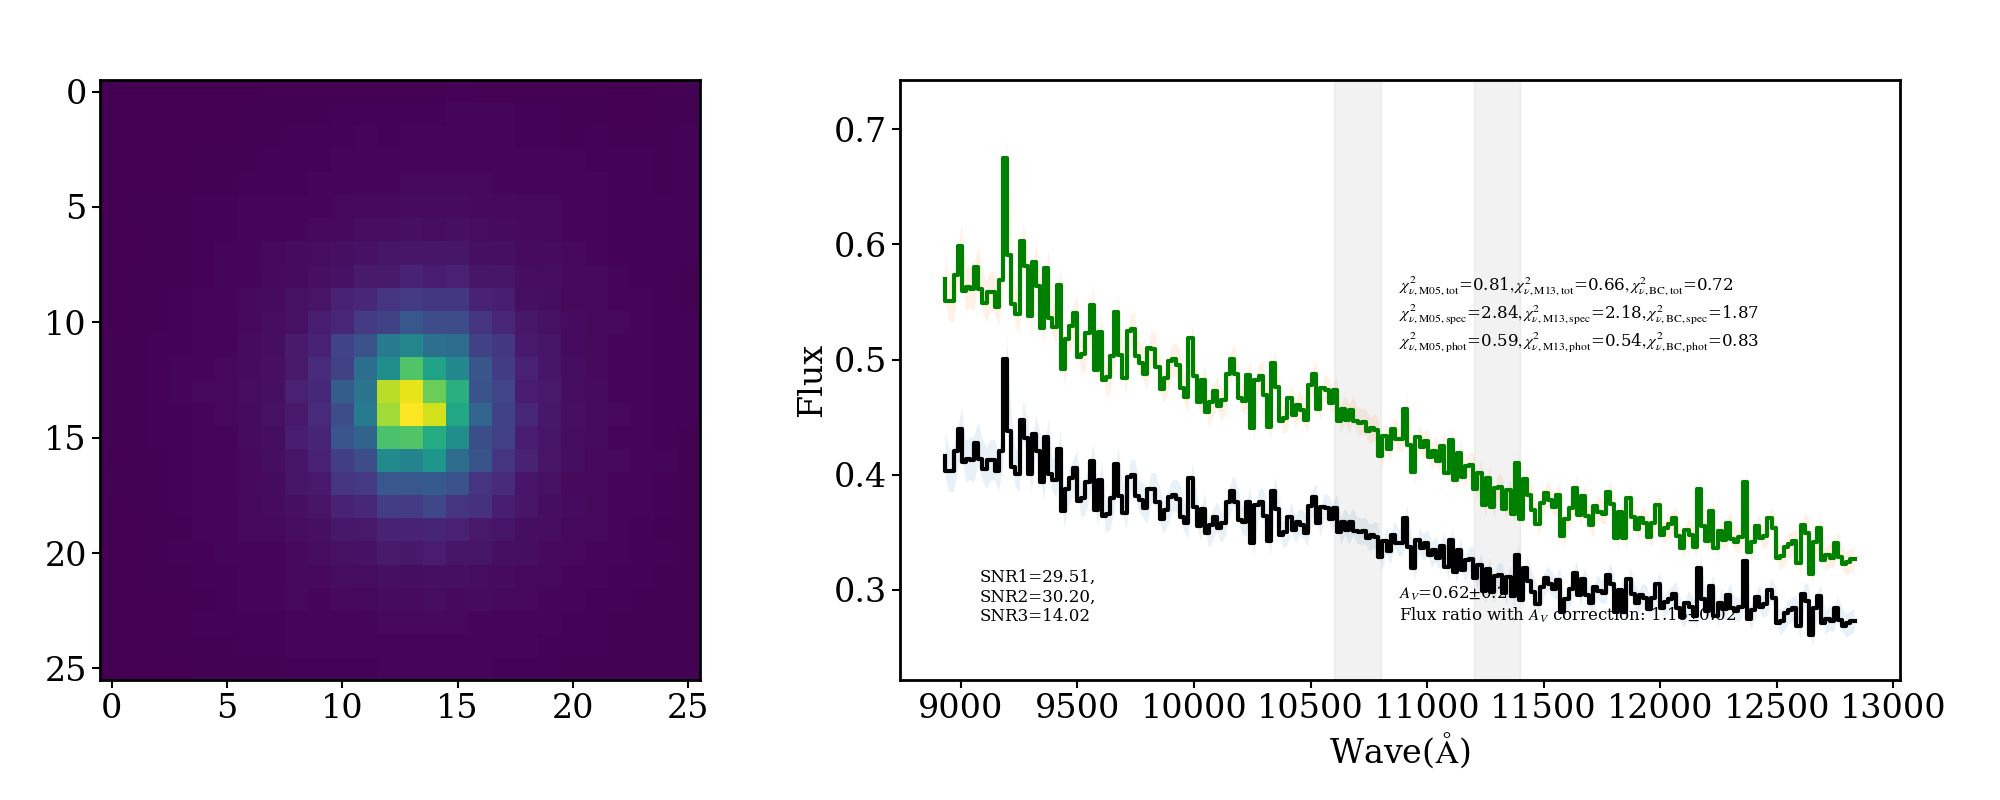 0
5
10
15
20
25
0 5 10 15 20 25
Flux
0.7
0.6
0.5
0.4
0.3
χ²ν,M05,tot=0.81,χ²ν,M13,tot=0.66,χ²ν,BC,tot=0.72
χ²ν,M05,spec=2.84,χ²ν,M13,spec=2.18,χ²ν,BC,spec=1.87
χ²ν,M05,phot=0.59,χ²ν,M13,phot=0.54,χ²ν,BC,phot=0.83
SNR1=29.51,
SNR2=30.20,
SNR3=14.02
Flux ratio with AV correction:
9000 9500 10000 10500 11000 11500 12000 12500 13000
Wave(Å)